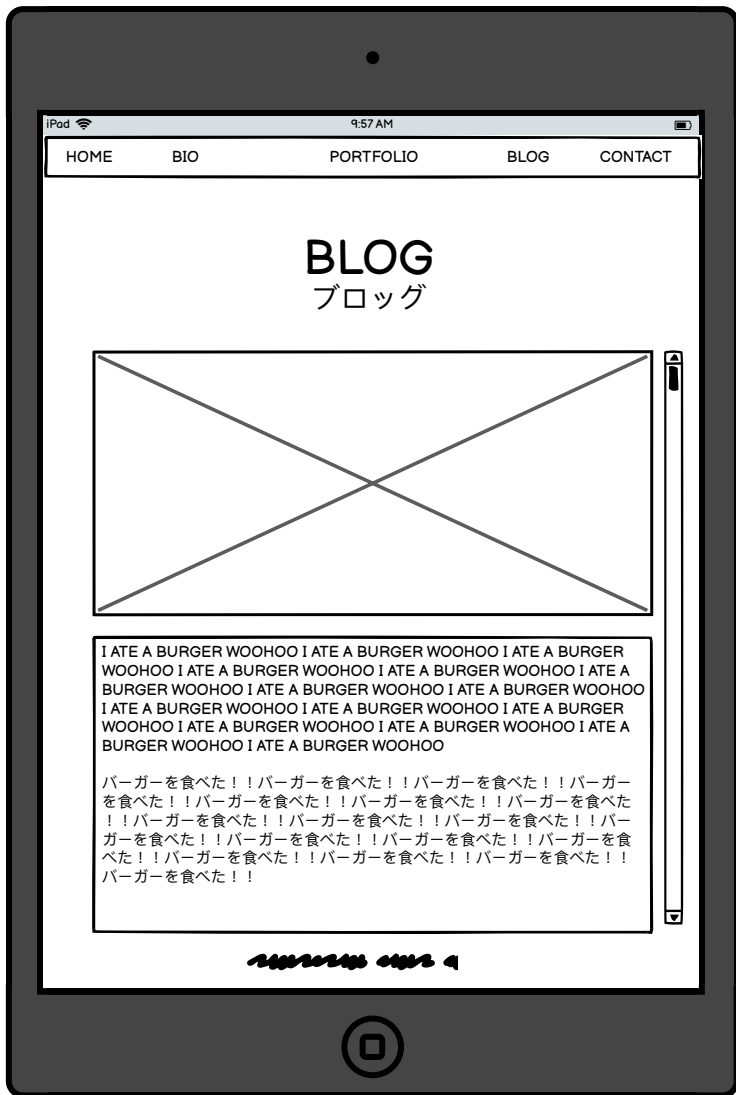 iPad 9:57 AM
HOME BIO PORTFOLIO BLOG CONTACT
BLOG
ブロッグ
I ATE A BURGER WOOHOO I ATE A BURGER WOOHOO I ATE A BURGER
WOOHOO I ATE A BURGER WOOHOO I ATE A BURGER WOOHOO I ATE A
BURGER WOOHOO I ATE A BURGER WOOHOO I ATE A BURGER WOOHOO
I ATE A BURGER WOOHOO I ATE A BURGER WOOHOO I ATE A BURGER
WOOHOO I ATE A BURGER WOOHOO I ATE A BURGER WOOHOO I ATE A
BURGER WOOHOO I ATE A BURGER WOOHOO
バーガーを食べた！！バーガーを食べた！！バーガーを食べた！！バーガー
を食べた！！バーガーを食べた！！バーガーを食べた！！バーガーを食べた
！！バーガーを食べた！！バーガーを食べた！！バーガーを食べた！！バー
ガーを食べた！！バーガーを食べた！！バーガーを食べた！！バーガーを食
べた！！バーガーを食べた！！バーガーを食べた！！バーガーを食べた！！
バーガーを食べた！！